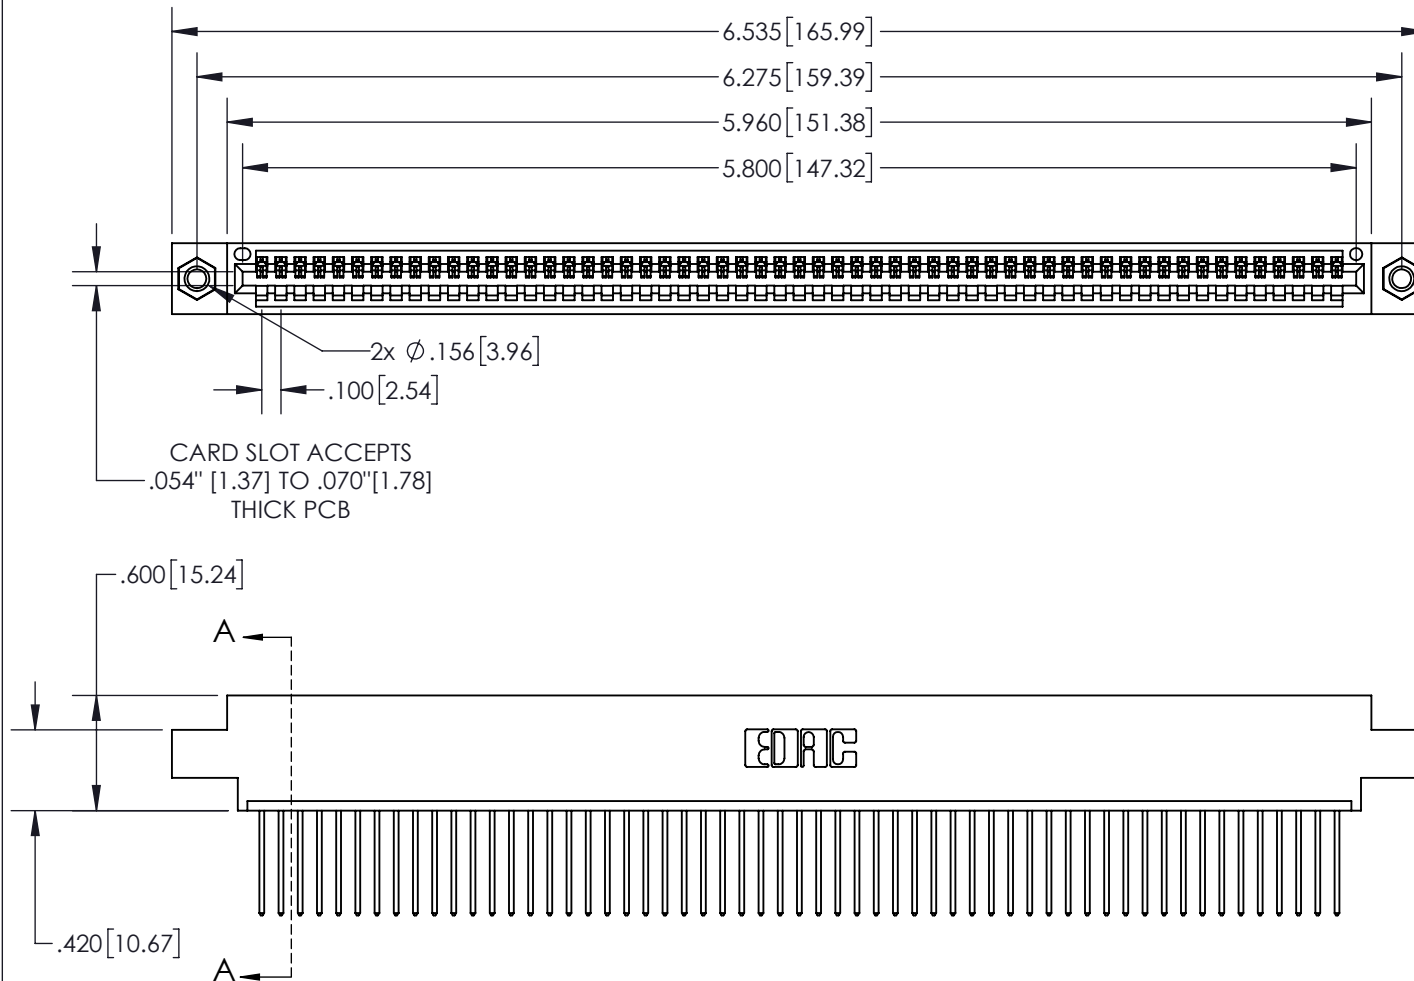 6.535[165.99]
6.275[159.39]
5.960[151.38]
5.800[147.32]
2x Ø.156[3.96]
.100[2.54]
CARD SLOT ACCEPTS
.054" [1.37] TO .070"[1.78]
THICK PCB
.600[15.24]
A
EDAC
.420[10.67]
A